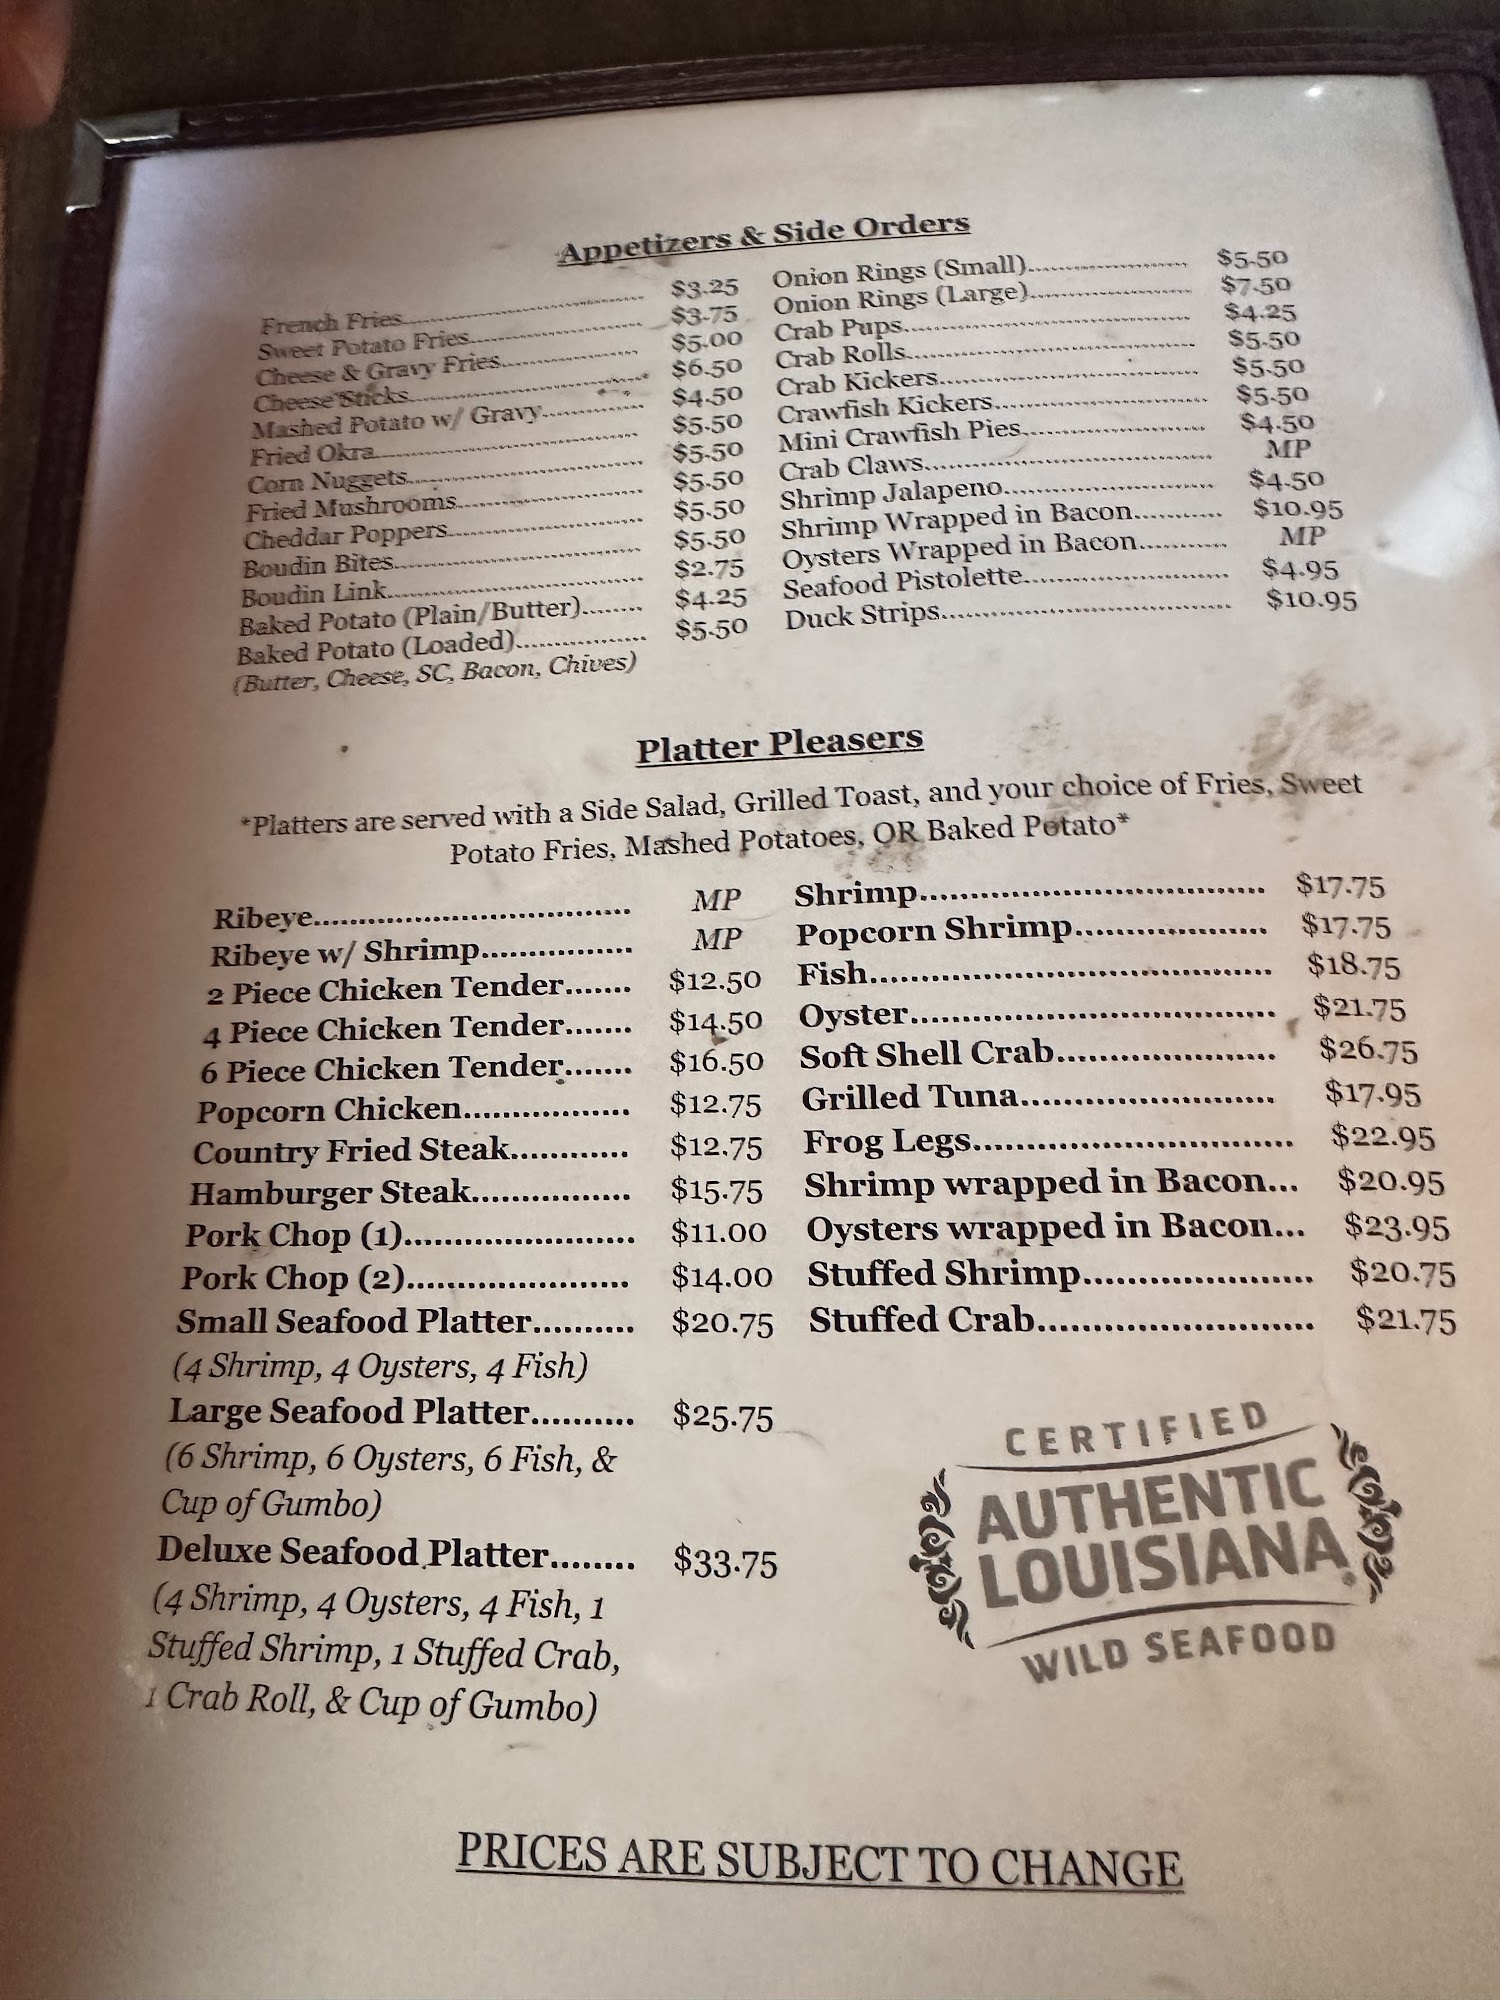 Appetizers & Side Orders
French Fries........ $3.25
Sweet Potato Fries........ $3.75
Cheese & Gravy Fries........ $5.00
Cheese Sticks........ $6.50
Mashed Potato w/ Gravy........ $4.50
Fried Okra........ $5.50
Corn Nuggets........ $5.50
Fried Mushrooms........ $5.50
Cheddar Poppers........ $5.50
Boudin Bites........ $5.50
Boudin Link........ $2.75
Baked Potato (Plain/Butter)........ $4.25
Baked Potato (Loaded)........ $5.50
(Butter, Cheese, SC, Bacon, Chives)
Onion Rings (Small)........ $5.50
Onion Rings (Large)........ $7.50
Crab Pups........ $4.25
Crab Rolls........ $5.50
Crab Kickers........ $5.50
Crawfish Kickers........ $5.50
Mini Crawfish Pies........ $4.50
Crab Claws........ MP
Shrimp Jalapeno........ $4.50
Shrimp Wrapped in Bacon........ $10.95
Oysters Wrapped in Bacon........ MP
Seafood Pistolette........ $4.95
Duck Strips........ $10.95
Platter Pleasers
*Platters are served with a Side Salad, Grilled Toast, and your choice of Fries, Sweet
Potato Fries, Mashed Potatoes, OR Baked Potato*
Ribeye........ MP
Ribeye w/ Shrimp........ MP
2 Piece Chicken Tender....... $12.50
4 Piece Chicken Tender....... $14.50
6 Piece Chicken Tender....... $16.50
Popcorn Chicken........ $12.75
Country Fried Steak........ $12.75
Hamburger Steak........ $15.75
Pork Chop (1)........ $11.00
Pork Chop (2)........ $14.00
Small Seafood Platter.......... $20.75
(4 Shrimp, 4 Oysters, 4 Fish)
Large Seafood Platter.......... $25.75
(6 Shrimp, 6 Oysters, 6 Fish, &
Cup of Gumbo)
Deluxe Seafood Platter........ $33.75
(4 Shrimp, 4 Oysters, 4 Fish, 1
Stuffed Shrimp, 1 Stuffed Crab,
1 Crab Roll, & Cup of Gumbo)
Shrimp........ $17.75
Popcorn Shrimp........ $17.75
Fish........ $18.75
Oyster........ $21.75
Soft Shell Crab........ $26.75
Grilled Tuna........ $17.95
Frog Legs........ $22.95
Shrimp wrapped in Bacon... $20.95
Oysters wrapped in Bacon... $23.95
Stuffed Shrimp........ $20.75
Stuffed Crab........ $21.75
CERTIFIED
AUTHENTIC
LOUISIANA
WILD SEAFOOD
PRICES ARE SUBJECT TO CHANGE